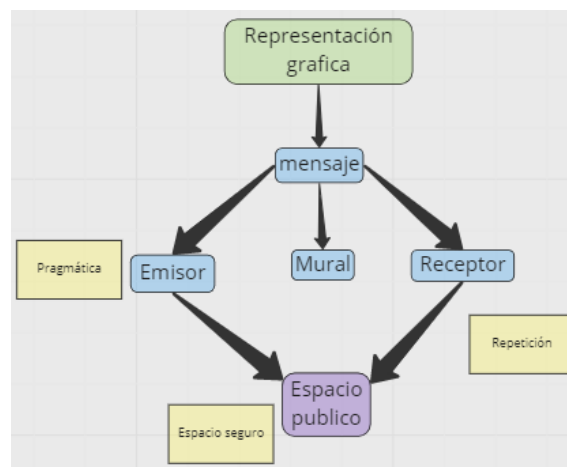 Representación
grafica
mensaje
Pragmática
Emisor
Mural
Receptor
Repetición
Espacio
publico
Espacio seguro